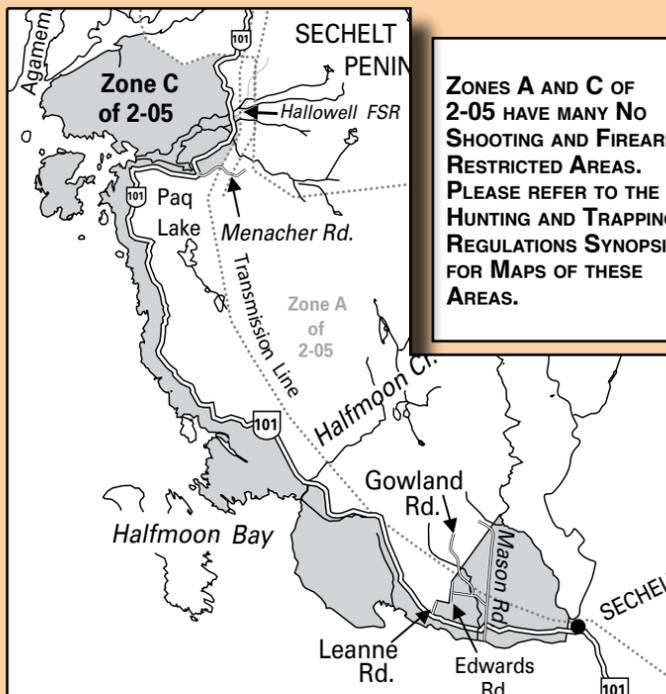 Agamem
101
SECHELT
PENIN
Zone C
of 2-05
Hallowell FSR
101
Paq
Lake
Menacher Rd.
Transmission Line
Zone A
of
2-05
ZONES A AND C OF
2-05 HAVE MANY NO
SHOOTING AND FIREAR
RESTRICTED AREAS.
PLEASE REFER TO THE
HUNTING AND TRAPPING
REGULATIONS SYNOPSI
FOR MAPS OF THESE
AREAS.
Halfmoon Cr.
101
Gowland
Rd.
Halfmoon Bay
Mason Rd
SECHEL
Leanne
Rd.
Edwards
Rd
101